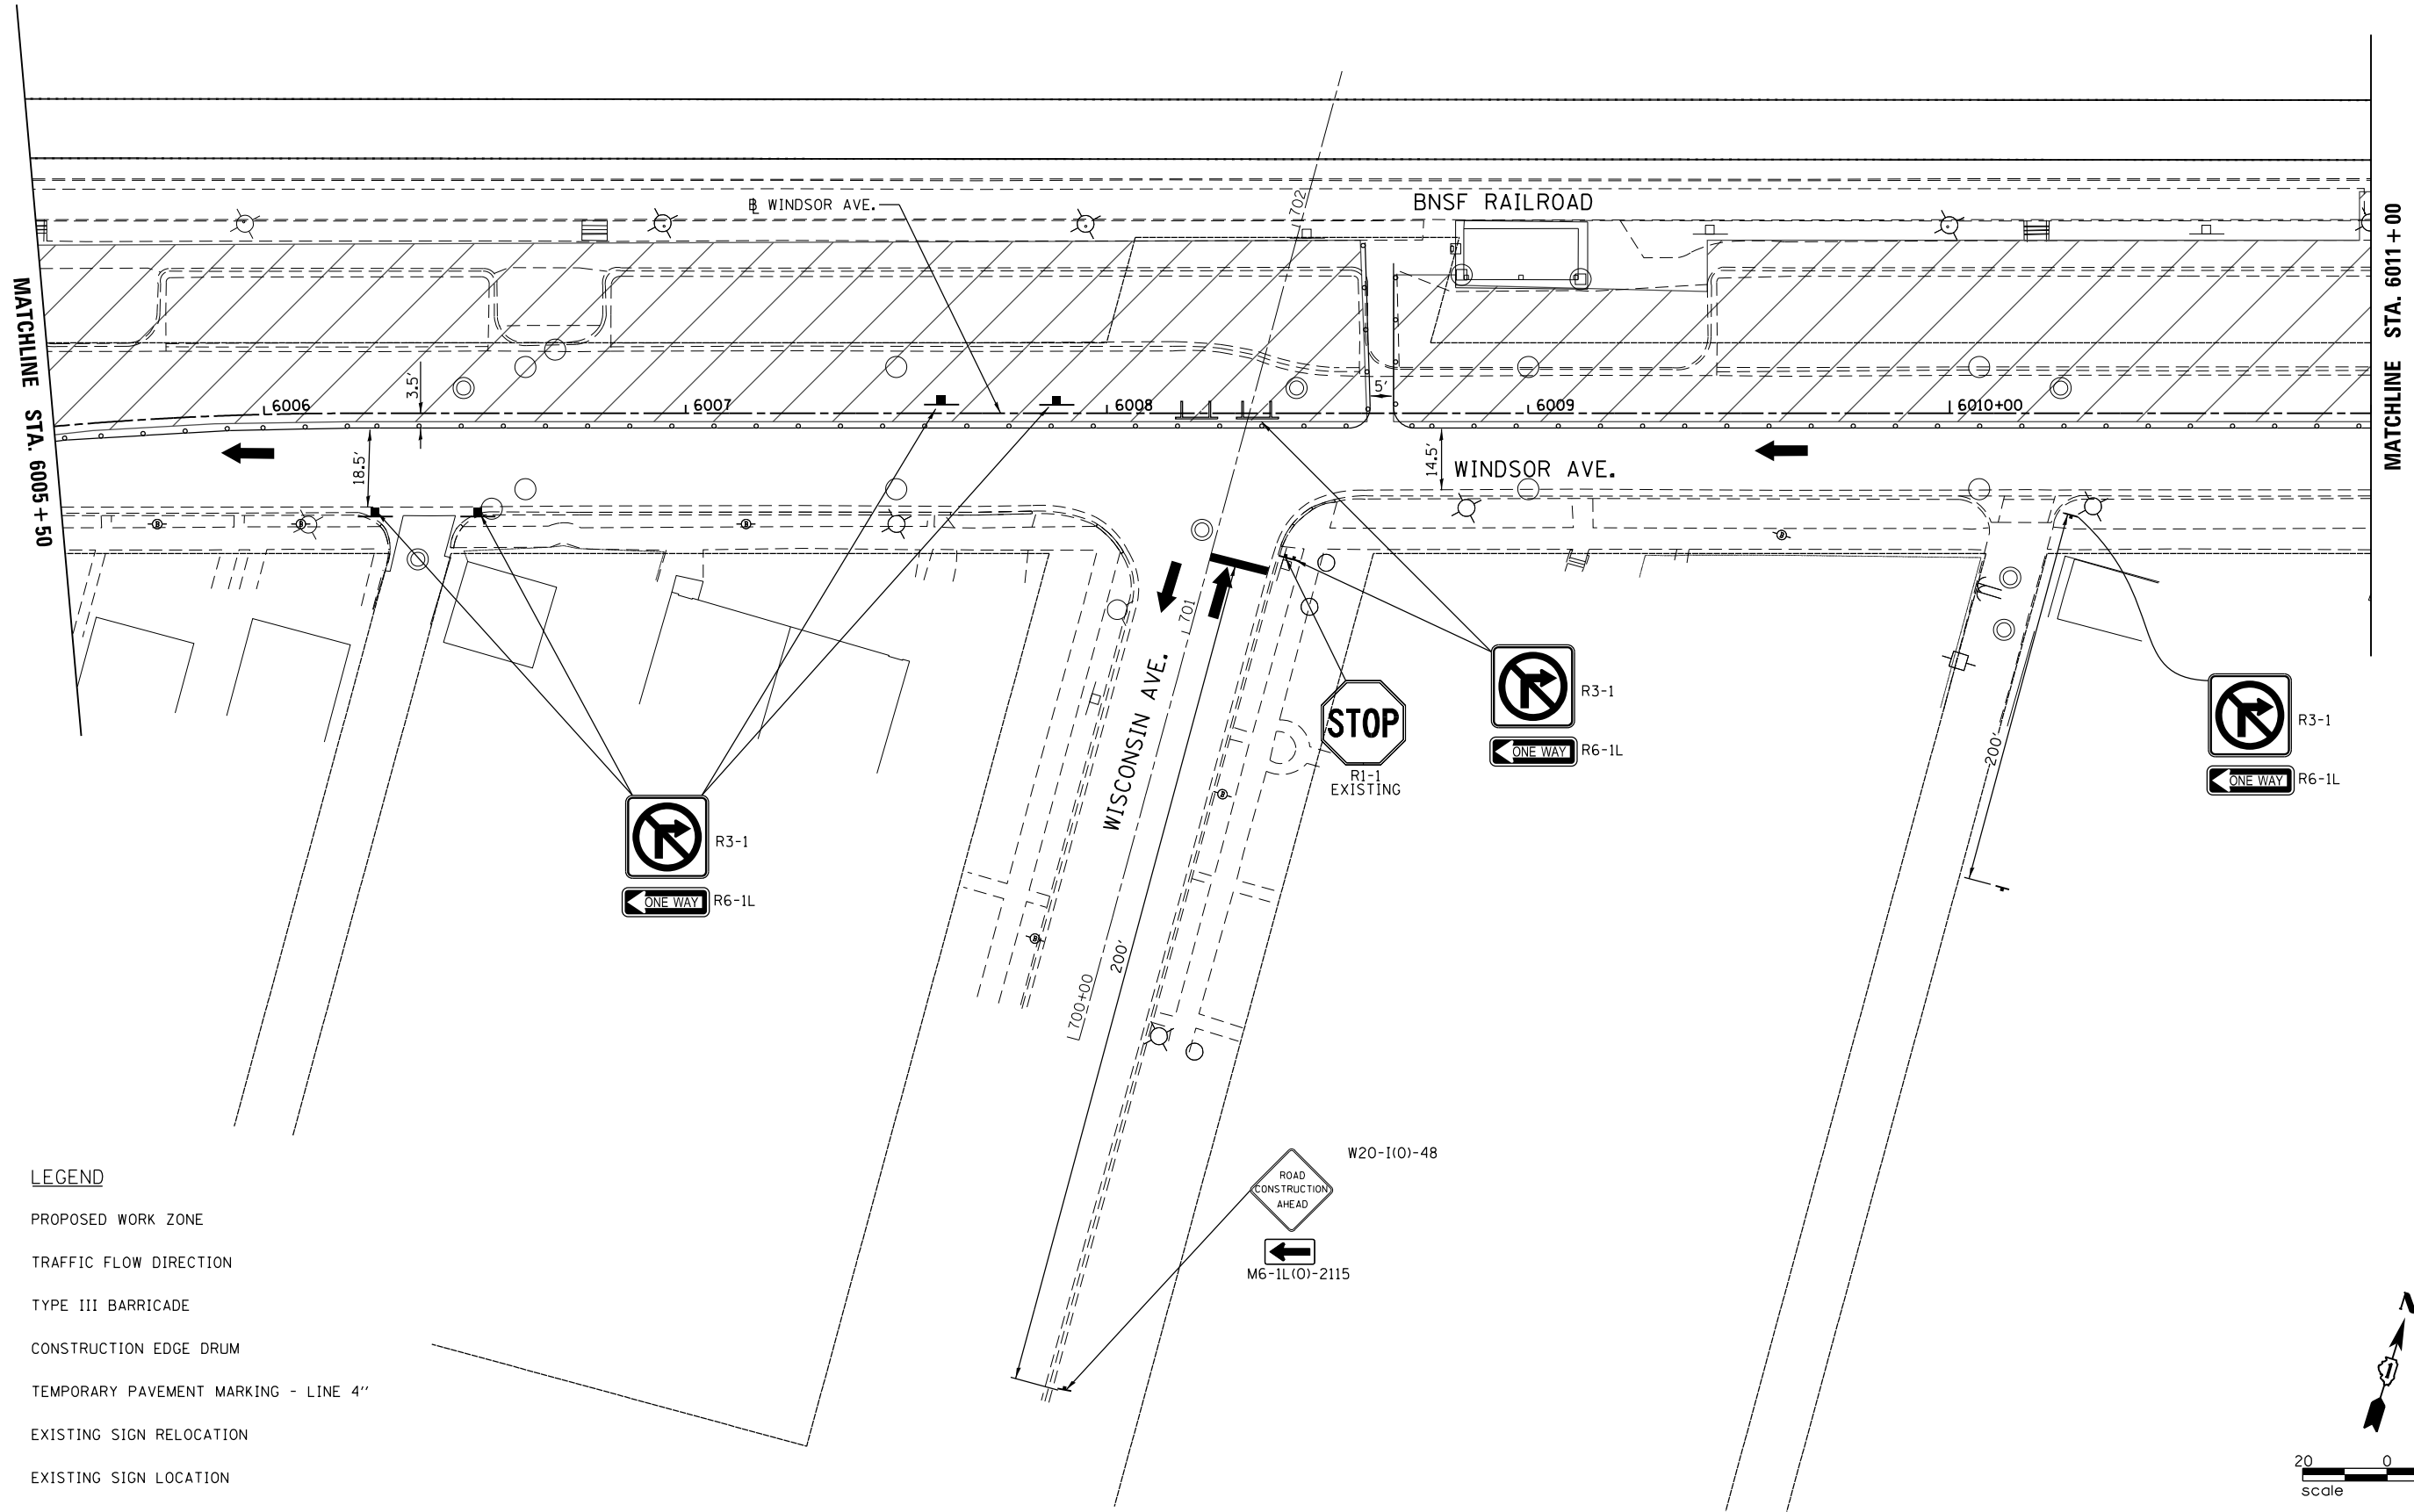 702
BNSF RAILROAD
℄ WINDSOR AVE.
MATCHLINE STA. 6005+50
MATCHLINE STA. 6011+00
3.5'
5'
6006
6007
6008
6009
6010+00
18.5'
14.5'
WINDSOR AVE.
701
WISCONSIN AVE.
200'
700+00
STOP
R1-1
EXISTING
R3-1
ONE WAY
R6-1L
R3-1
ONE WAY
R6-1L
200'
R3-1
ONE WAY
R6-1L
W20-I(O)-48
ROAD
CONSTRUCTION
AHEAD
M6-1L(O)-2115
LEGEND
PROPOSED WORK ZONE
TRAFFIC FLOW DIRECTION
TYPE III BARRICADE
CONSTRUCTION EDGE DRUM
TEMPORARY PAVEMENT MARKING - LINE 4''
EXISTING SIGN RELOCATION
EXISTING SIGN LOCATION
20 0
scale